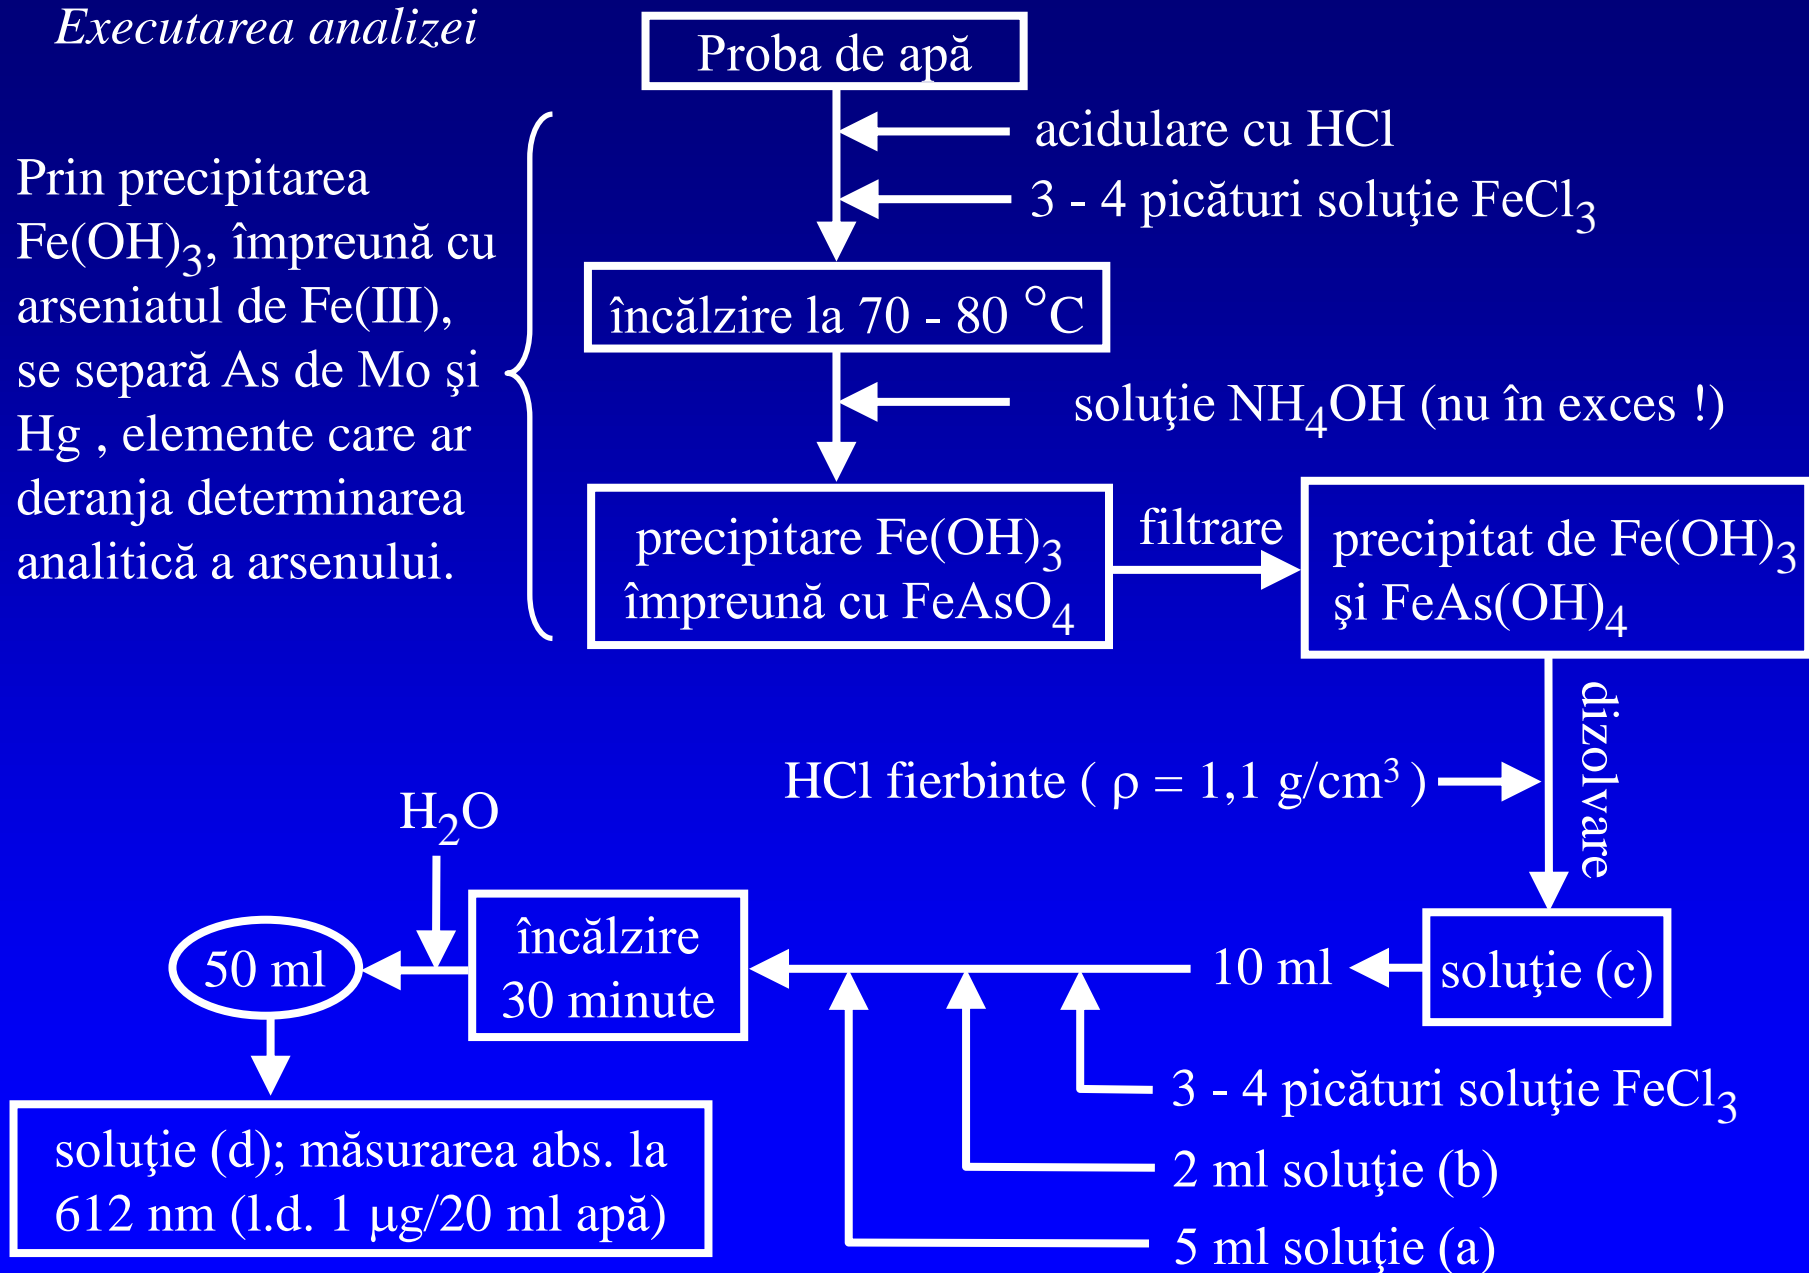 Executarea analizei
Proba de apă
acidulare cu HCl
3 - 4 picături soluţie FeCl₃
Prin precipitarea
Fe(OH)₃, împreună cu
arseniatul de Fe(III),
se separă As de Mo şi
Hg , elemente care ar
deranja determinarea
analitică a arsenului.
încălzire la 70 - 80 °C
soluţie NH₄OH (nu în exces !)
precipitare Fe(OH)₃
împreună cu FeAsO₄
filtrare
precipitat de Fe(OH)₃
şi FeAs(OH)₄
dizolvare
HCl fierbinte ( ρ = 1,1 g/cm³ )
soluţie (c)
10 ml
3 - 4 picături soluţie FeCl₃
2 ml soluţie (b)
5 ml soluţie (a)
încălzire
30 minute
H₂O
50 ml
soluţie (d); măsurarea abs. la
612 nm (l.d. 1 μg/20 ml apă)